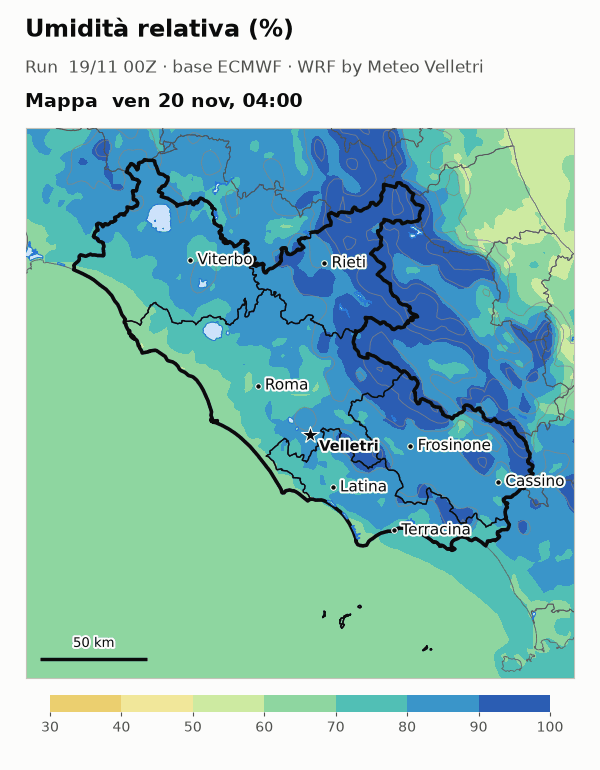 Umidità relativa (%)
Run  19/11 00Z · base ECMWF · WRF by Meteo Velletri
Mappa  ven 20 nov, 04:00
Viterbo
Rieti
Roma
Velletri
Frosinone
Cassino
Latina
Terracina
50 km
30 40 50 60 70 80 90 100